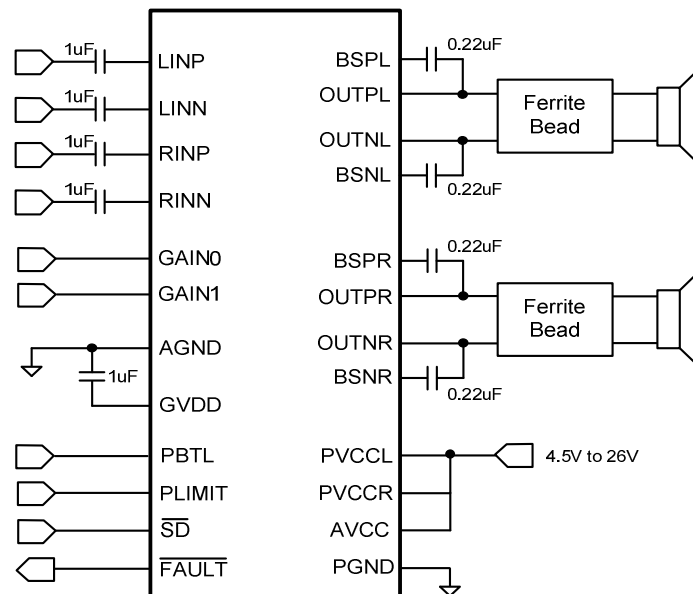 1uF
LINP
1uF
LINN
1uF
RINP
1uF
RINN
GAIN0
GAIN1
AGND
1uF
GVDD
PBTL
PLIMIT
SD
FAULT
BSPL
0.22uF
OUTPL
OUTNL
BSNL
0.22uF
Ferrite
Bead
BSPR
0.22uF
OUTPR
OUTNR
BSNR
0.22uF
Ferrite
Bead
PVCCL
4.5V to 26V
PVCCR
AVCC
PGND